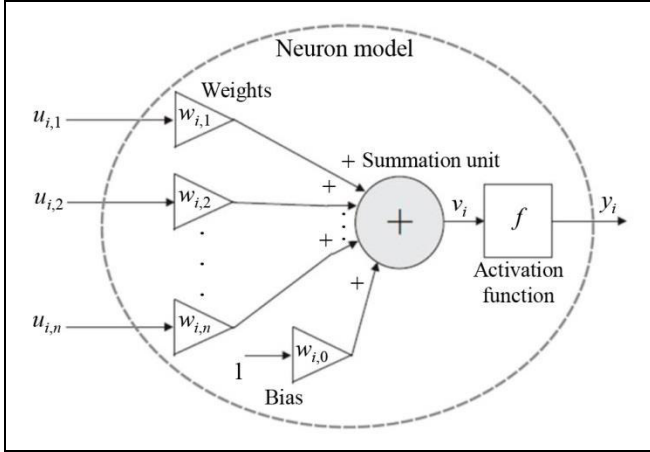 Neuron model
Weights
u_{i,1}
w_{i,1}
+ Summation unit
u_{i,2}
w_{i,2}
+
+
+
+
v_i
f
y_i
Activation
function
u_{i,n}
w_{i,n}
1
w_{i,0}
Bias